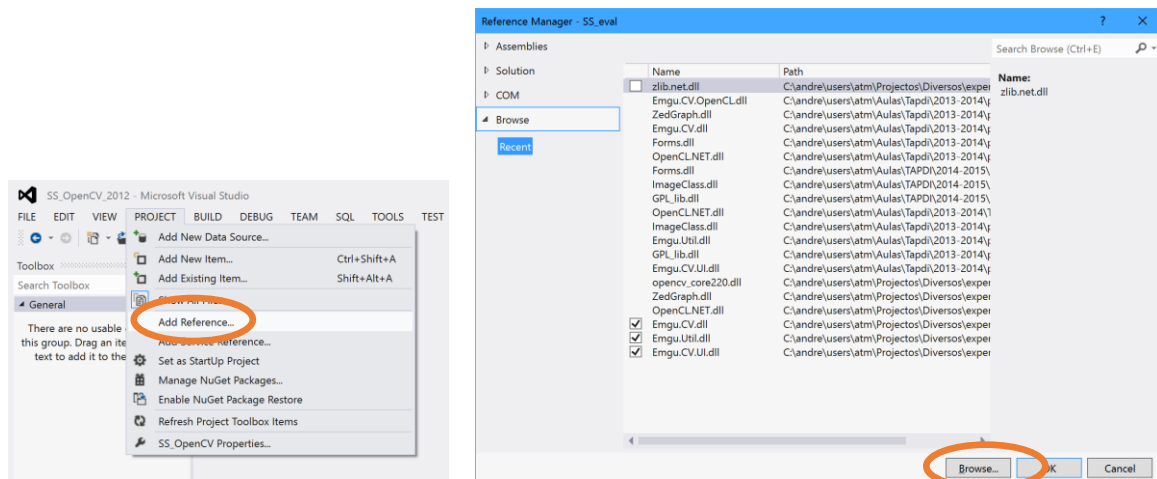 SS_OpenCV_2012 - Microsoft Visual Studio
FILE EDIT VIEW PROJECT BUILD DEBUG TEAM SQL TOOLS TEST
Add New Data Source...
Toolbox
Add New Item... Ctrl+Shift+A
Search Toolbox
Add Existing Item... Shift+Alt+A
General
Show All Files
There are no usable
Add Reference...
this group. Drag an ite
Add Service Reference...
text to add it to the
Set as StartUp Project
Manage NuGet Packages...
Enable NuGet Package Restore
Refresh Project Toolbox Items
SS_OpenCV Properties...
Reference Manager - SS_eval
Assemblies
Search Browse (Ctrl+E)
Solution
COM
Browse
Recent
Name Path
zlib.net.dll C:\andre\users\atm\Projectos\Diversos\exper
Emgu.CV.OpenCL.dll C:\andre\users\atm\Aulas\Tapdi\2013-2014\p
ZedGraph.dll C:\andre\users\atm\Aulas\Tapdi\2013-2014\p
Emgu.CV.dll C:\andre\users\atm\Aulas\Tapdi\2013-2014\p
Forms.dll C:\andre\users\atm\Aulas\Tapdi\2013-2014\p
OpenCL.NET.dll C:\andre\users\atm\Aulas\Tapdi\2013-2014\p
Forms.dll C:\andre\users\atm\Aulas\TAPDI\2014-2015\
ImageClass.dll C:\andre\users\atm\Aulas\TAPDI\2014-2015\
GPL_lib.dll C:\andre\users\atm\Aulas\TAPDI\2014-2015\
OpenCL.NET.dll C:\andre\users\atm\Aulas\Tapdi\2013-2014\T
ImageClass.dll C:\andre\users\atm\Aulas\Tapdi\2013-2014\p
Emgu.Util.dll C:\andre\users\atm\Aulas\Tapdi\2013-2014\p
GPL_lib.dll C:\andre\users\atm\Aulas\Tapdi\2013-2014\p
Emgu.CV.UI.dll C:\andre\users\atm\Aulas\Tapdi\2013-2014\p
opencv_core220.dll C:\andre\users\atm\Projectos\Diversos\exper
ZedGraph.dll C:\andre\users\atm\Projectos\Diversos\exper
OpenCL.NET.dll C:\andre\users\atm\Projectos\Diversos\exper
Emgu.CV.dll C:\andre\users\atm\Projectos\Diversos\exper
Emgu.Util.dll C:\andre\users\atm\Projectos\Diversos\exper
Emgu.CV.UI.dll C:\andre\users\atm\Projectos\Diversos\exper
Name:
zlib.net.dll
Browse... OK Cancel